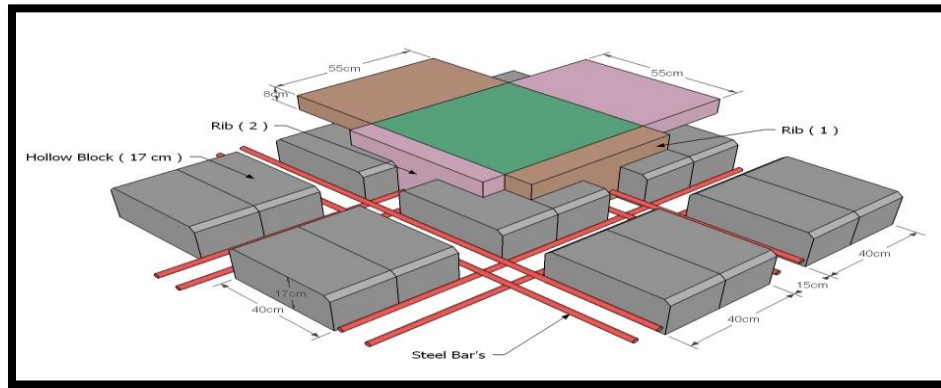 55cm
55cm
8cm
Rib ( 2 )
Rib ( 1 )
Hollow Block ( 17 cm )
17cm
40cm
40cm
15cm
40cm
Steel Bar's